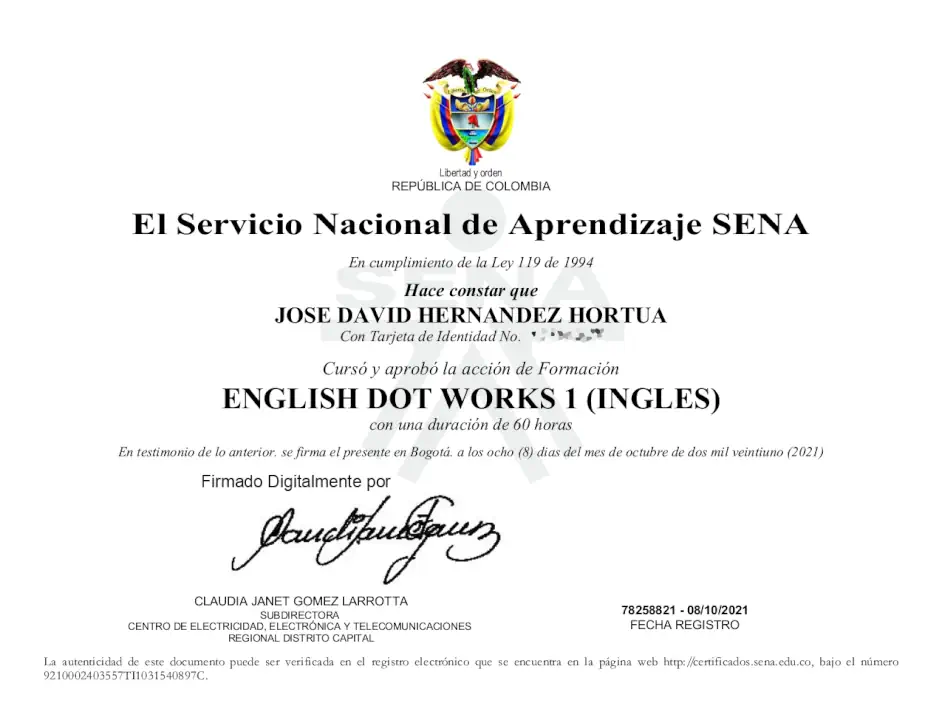 Libertad y orden
REPÚBLICA DE COLOMBIA
El Servicio Nacional de Aprendizaje SENA
En cumplimiento de la Ley 119 de 1994
SENA
Hace constar que
JOSE DAVID HERNANDEZ HORTUA
Con Tarjeta de Identidad No.
Cursó y aprobó la acción de Formación
ENGLISH DOT WORKS 1 (INGLES)
con una duración de 60 horas
En testimonio de lo anterior. se firma el presente en Bogotá. a los ocho (8) dias del mes de octubre de dos mil veintiuno (2021)
Firmado Digitalmente por
CLAUDIA JANET GOMEZ LARROTTA
SUBDIRECTORA
CENTRO DE ELECTRICIDAD, ELECTRÓNICA Y TELECOMUNICACIONES
REGIONAL DISTRITO CAPITAL
78258821 - 08/10/2021
FECHA REGISTRO
La autenticidad de este documento puede ser verificada en el registro electrónico que se encuentra en la página web http://certificados.sena.edu.co, bajo el número
9210002403557TI1031540897C.